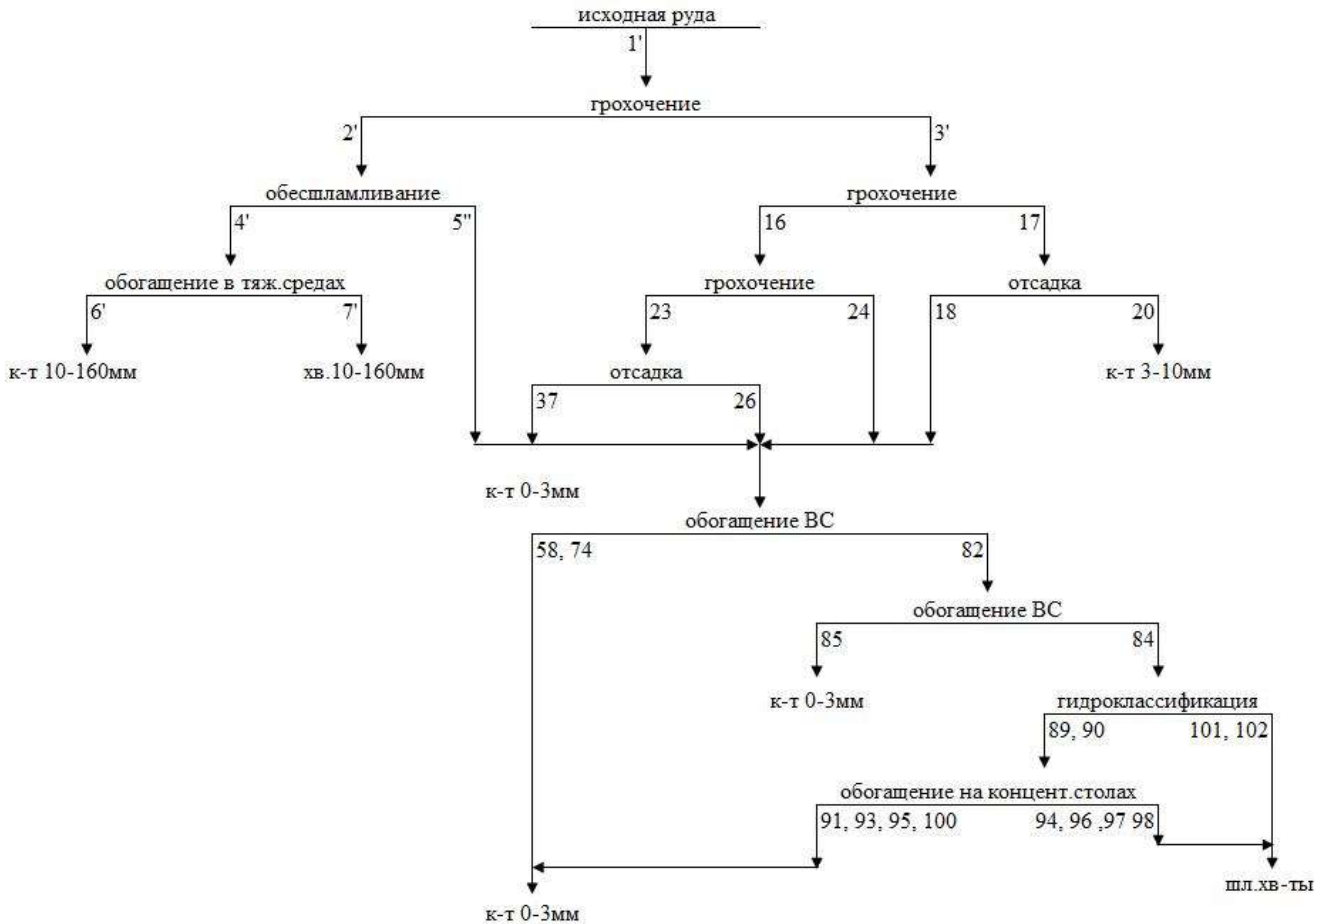 исходная руда
1'
грохочение
2' 3'
обесшламливание грохочение
4' 5" 16 17
обогащение в тяж.средах грохочение отсадка
6' 7' 23 24 18 20
к-т 10-160мм хв.10-160мм отсадка к-т 3-10мм
37 26
к-т 0-3мм
обогащение ВС
58, 74 82
обогащение ВС
85 84
к-т 0-3мм гидроклассификация
89, 90 101, 102
обогащение на концент.столах
91, 93, 95, 100 94, 96 ,97 98
шл.хв-ты
к-т 0-3мм